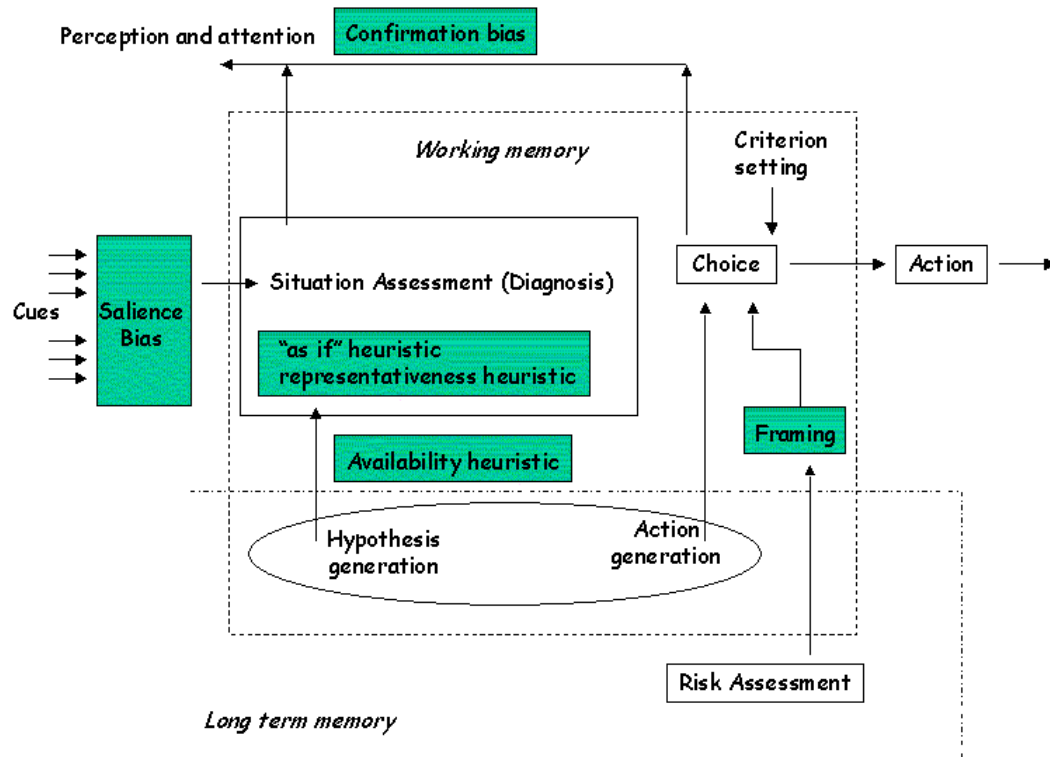 Perception and attention
Confirmation bias
Working memory
Criterion
setting
Cues
Salience
Bias
Situation Assessment (Diagnosis)
Choice
Action
"as if" heuristic
representativeness heuristic
Framing
Availability heuristic
Hypothesis
generation
Action
generation
Risk Assessment
Long term memory